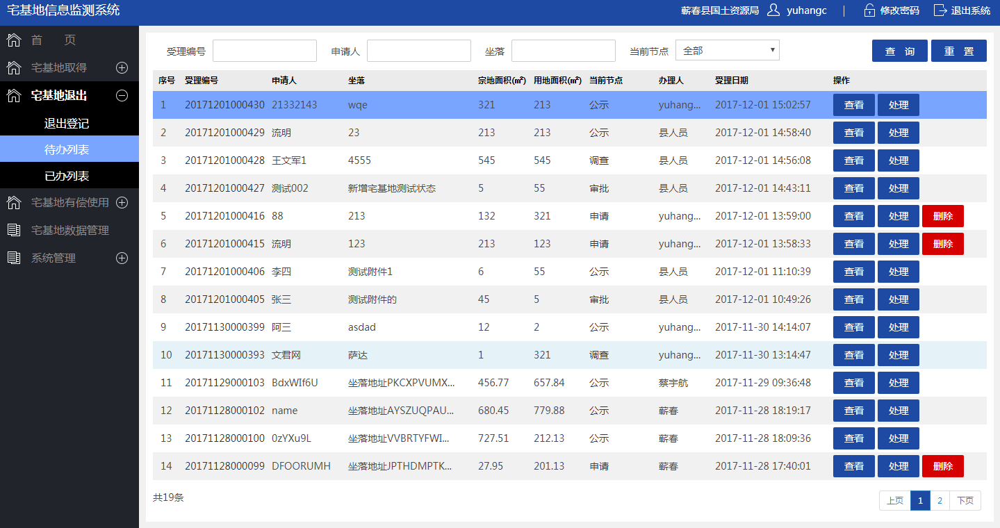 宅基地信息监测系统 蕲春县国土资源局 yuhangc | 修改密码 退出系统
首 页
宅基地取得
宅基地退出
退出登记
待办列表
已办列表
宅基地有偿使用
宅基地数据管理
系统管理
受理编号 申请人 坐落 当前节点 全部 查 询 重 置
序号 受理编号 申请人 坐落 宗地面积(㎡) 用地面积(㎡) 当前节点 办理人 受理日期 操作
1 20171201000430 21332143 wqe 321 213 公示 yuhang... 2017-12-01 15:02:57 查看 处理
2 20171201000429 流明 23 213 213 公示 县人员 2017-12-01 14:58:40 查看 处理
3 20171201000428 王文军1 4555 545 545 调查 县人员 2017-12-01 14:56:08 查看 处理
4 20171201000427 测试002 新增宅基地测试状态 5 55 审批 县人员 2017-12-01 14:43:11 查看 处理
5 20171201000416 88 213 132 321 申请 yuhang... 2017-12-01 13:59:00 查看 处理 删除
6 20171201000415 流明 123 213 123 申请 yuhang... 2017-12-01 13:58:33 查看 处理 删除
7 20171201000406 李四 测试附件1 6 55 公示 县人员 2017-12-01 11:10:39 查看 处理
8 20171201000405 张三 测试附件的 45 5 审批 县人员 2017-12-01 10:49:26 查看 处理
9 20171130000399 阿三 asdad 12 2 公示 yuhang... 2017-11-30 14:14:07 查看 处理
10 20171130000393 文君网 萨达 1 321 调查 yuhang... 2017-11-30 13:14:47 查看 处理
11 20171129000103 BdxWIf6U 坐落地址PKCXPVUMX... 456.77 657.84 公示 蔡宇航 2017-11-29 09:36:48 查看 处理
12 20171128000102 name 坐落地址AYSZUQPAU... 680.45 779.88 公示 蕲春 2017-11-28 18:19:17 查看 处理
13 20171128000100 0zYXu9L 坐落地址VVBRTYFWI... 727.51 212.13 公示 蕲春 2017-11-28 18:09:36 查看 处理
14 20171128000099 DFOORUMH 坐落地址JPTHDMPTK... 27.95 201.13 申请 蕲春 2017-11-28 17:40:01 查看 处理 删除
共19条 上页 1 2 下页